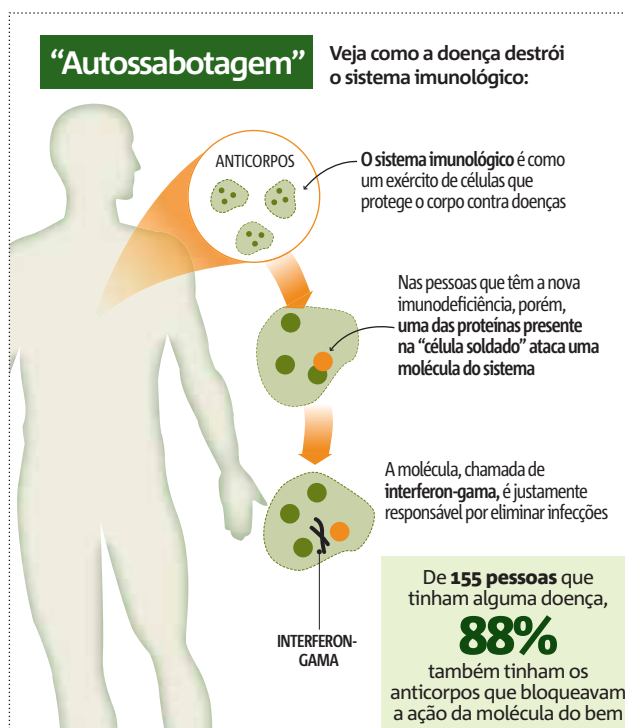 “Autossabotagem”
Veja como a doença destrói
o sistema imunológico:
ANTICORPOS
O sistema imunológico é como
um exército de células que
protege o corpo contra doenças
Nas pessoas que têm a nova
imunodeficiência, porém,
uma das proteínas presente
na “célula soldado” ataca uma
molécula do sistema
A molécula, chamada de
interferon-gama, é justamente
responsável por eliminar infecções
INTERFERON-
GAMA
De 155 pessoas que
tinham alguma doença,
88%
também tinham os
anticorpos que bloqueavam
a ação da molécula do bem